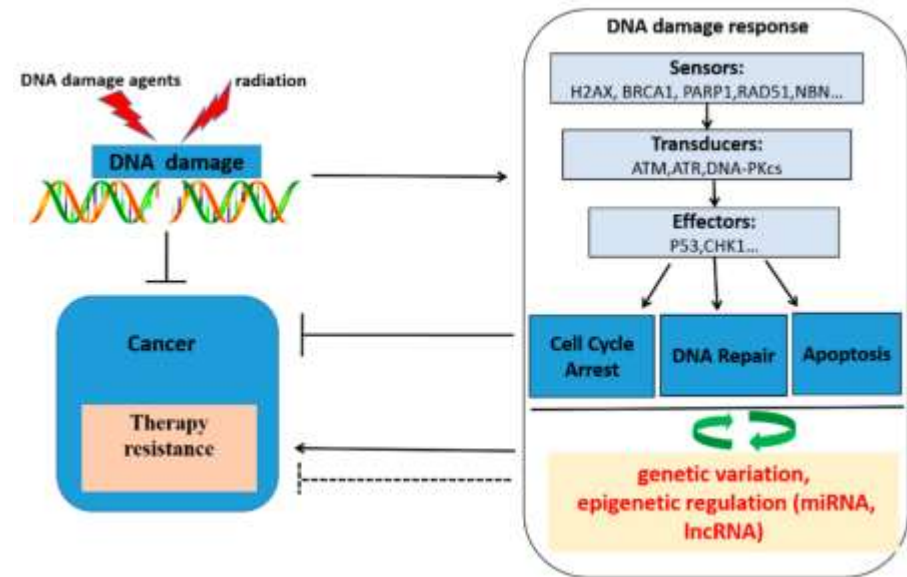 DNA damage agents
radiation
DNA damage
Cancer
Therapy
resistance
DNA damage response
Sensors:
H2AX, BRCA1, PARP1,RAD51,NBN...
Transducers:
ATM,ATR,DNA-PKcs
Effectors:
P53,CHK1...
Cell Cycle
Arrest
DNA Repair
Apoptosis
genetic variation,
epigenetic regulation (miRNA,
lncRNA)